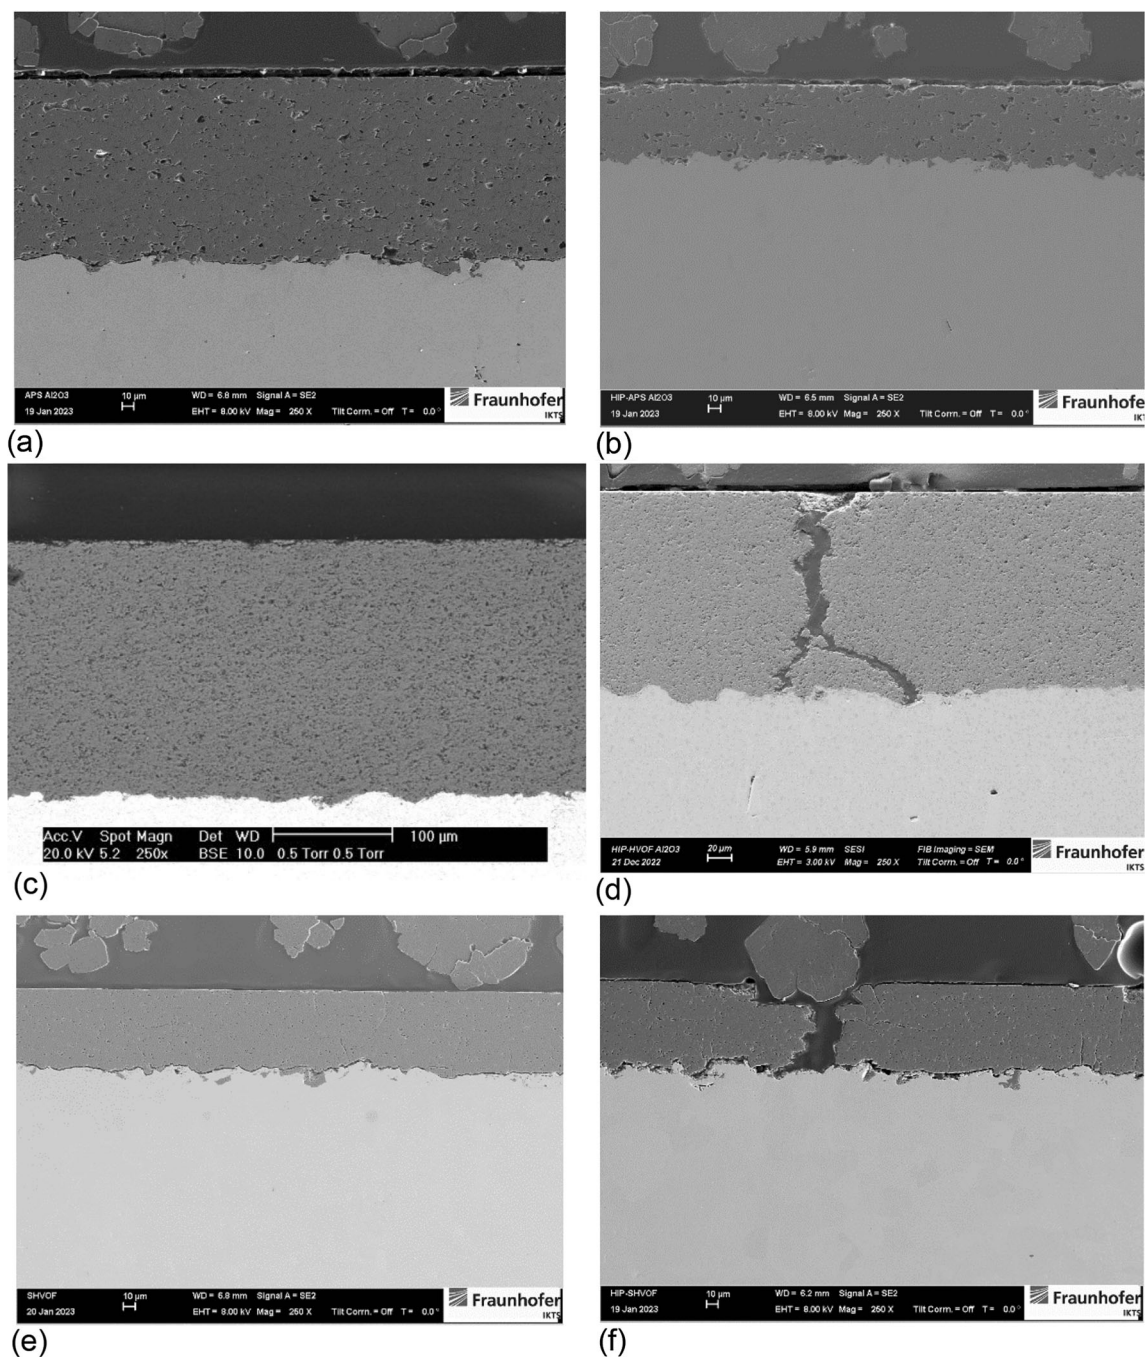 APS Al2O3 10 µm WD = 6.8 mm Signal A = SE2 Fraunhofer
19 Jan 2023 EHT = 8.00 kV Mag = 250 X Tilt Corrn. = Off T = 0.0° IKTS
(a)
HIP-APS Al2O3 10 µm WD = 6.5 mm Signal A = SE2 Fraunhofer
19 Jan 2023 EHT = 8.00 kV Mag = 250 X Tilt Corrn. = Off T = 0.0° IKTS
(b)
Acc.V Spot Magn Det WD 100 µm
20.0 kV 5.2 250x BSE 10.0 0.5 Torr 0.5 Torr
(c)
HIP-HVOF Al2O3 20 µm WD = 5.9 mm SESI FIB Imaging = SEM Fraunhofer
21 Dec 2022 EHT = 3.00 kV Mag = 250 X Tilt Corrn. = Off T = 0.0° IKTS
(d)
SHVOF 10 µm WD = 6.8 mm Signal A = SE2 Fraunhofer
20 Jan 2023 EHT = 8.00 kV Mag = 250 X Tilt Corrn. = Off T = 0.0° IKTS
(e)
HIP-SHVOF 10 µm WD = 6.2 mm Signal A = SE2 Fraunhofer
19 Jan 2023 EHT = 8.00 kV Mag = 250 X Tilt Corrn. = Off T = 0.0° IKTS
(f)